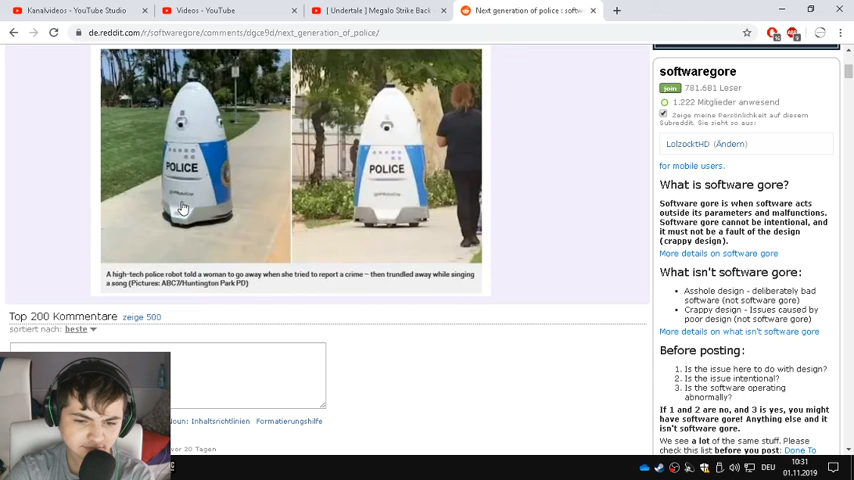 Kanalvideos - YouTube Studio
Videos - YouTube
[ Undertale ] Megalo Strike Back
Next generation of police : softw
de.reddit.com/r/softwaregore/comments/dgce9d/next_generation_of_police/
POLICE
POLICE
A high-tech police robot told a woman to go away when she tried to report a crime – then trundled away while singing
a song (Pictures: ABC7/Huntington Park PD)
Top 200 Kommentare zeige 500
sortiert nach: beste
Inhaltsrichtlinien Formatierungshilfe
vor 20 Tagen
softwaregore
join 781.681 Leser
1.222 Mitglieder anwesend
Zeige meine Persönlichkeit auf diesem
Subreddit. Sie sieht so aus:
LolzockitHD (Ändern)
for mobile users.
What is software gore?
Software gore is when software acts
outside its parameters and malfunctions.
Software gore cannot be intentional, and
it must not be a fault of the design
(crappy design).
More details on software gore
What isn't software gore:
Asshole design - deliberately bad
software (not software gore)
Crappy design - Issues caused by
poor design (not software gore)
More details on what isn't software gore
Before posting:
1. Is the issue here to do with design?
2. Is the issue intentional?
3. Is the software operating
abnormally?
If 1 and 2 are no, and 3 is yes, you might
have software gore! Anything else and it
isn't software gore.
We see a lot of the same stuff. Please
check this list before you post: Done To
DEU
10:31
01.11.2019